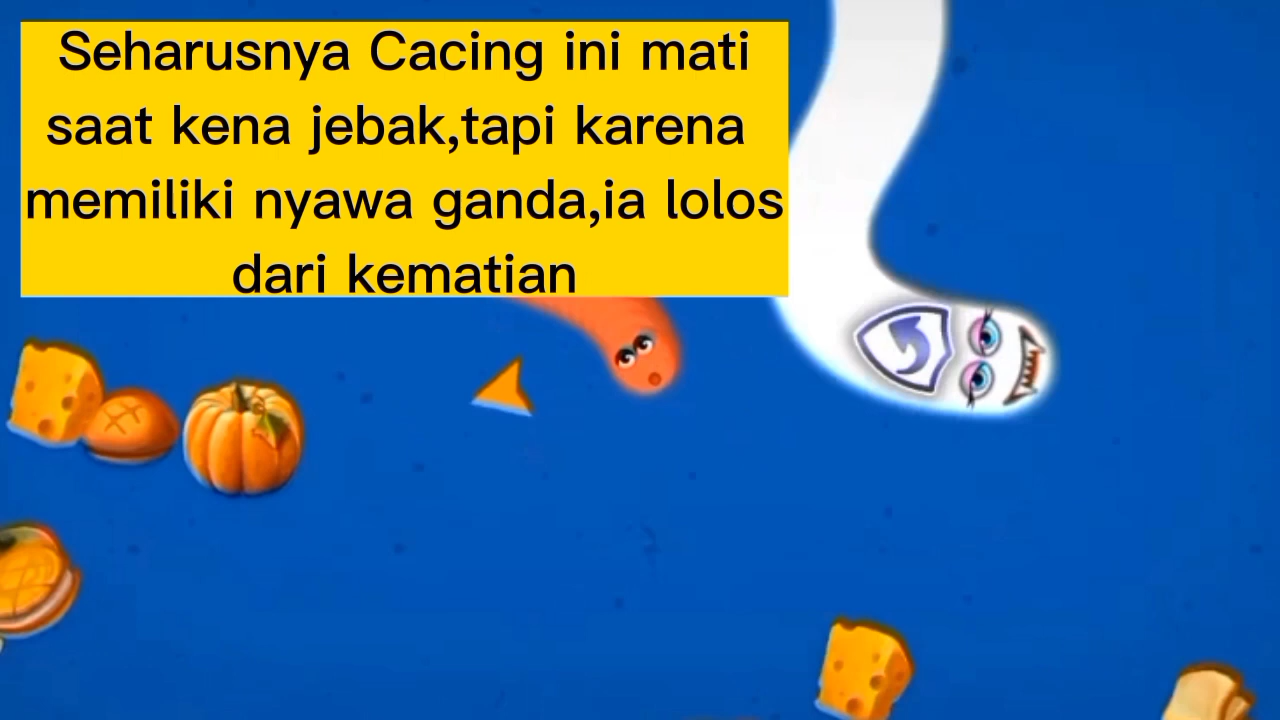 Seharusnya Cacing ini mati
saat kena jebak,tapi karena
memiliki nyawa ganda,ia lolos
dari kematian